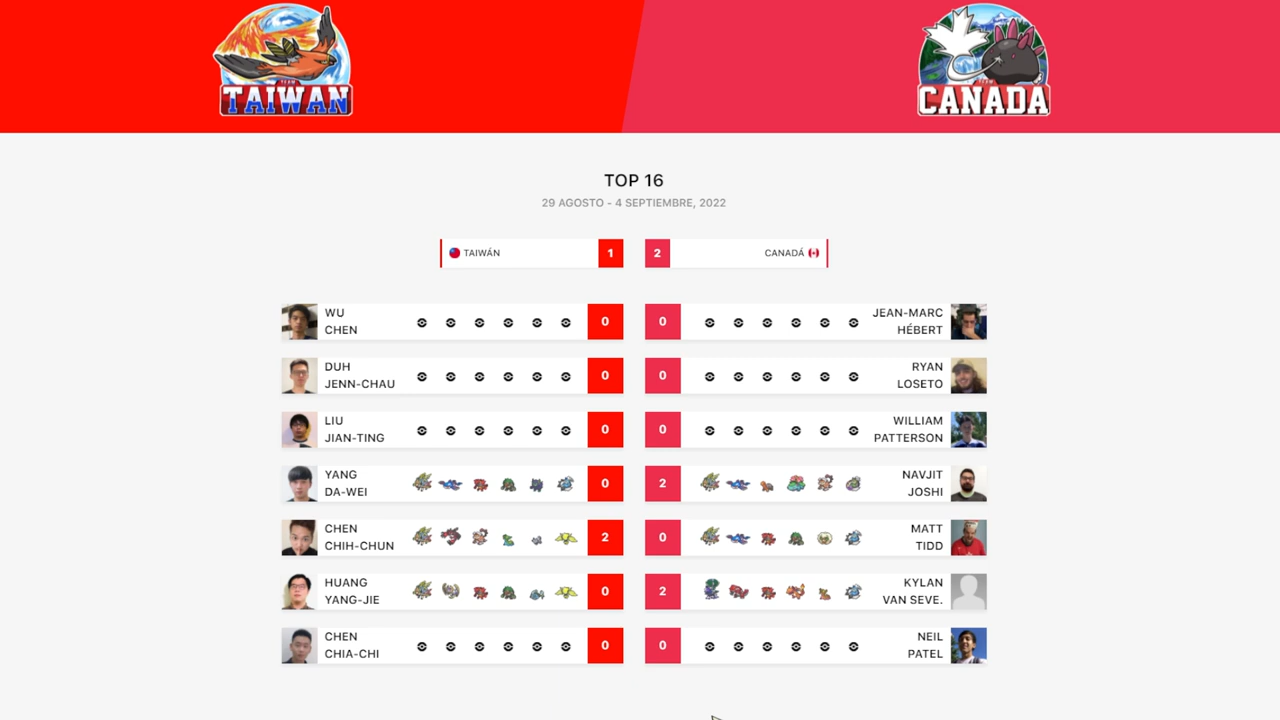 TEAM
TAIWAN
CANADA
TOP 16
29 AGOSTO - 4 SEPTIEMBRE, 2022
TAIWÁN 1 2 CANADÁ
WU CHEN 0 0 JEAN-MARC HÉBERT
DUH JENN-CHAU 0 0 RYAN LOSETO
LIU JIAN-TING 0 0 WILLIAM PATTERSON
YANG DA-WEI 0 2 NAVJIT JOSHI
CHEN CHIH-CHUN 2 0 MATT TIDD
HUANG YANG-JIE 0 2 KYLAN VAN SEVE.
CHEN CHIA-CHI 0 0 NEIL PATEL